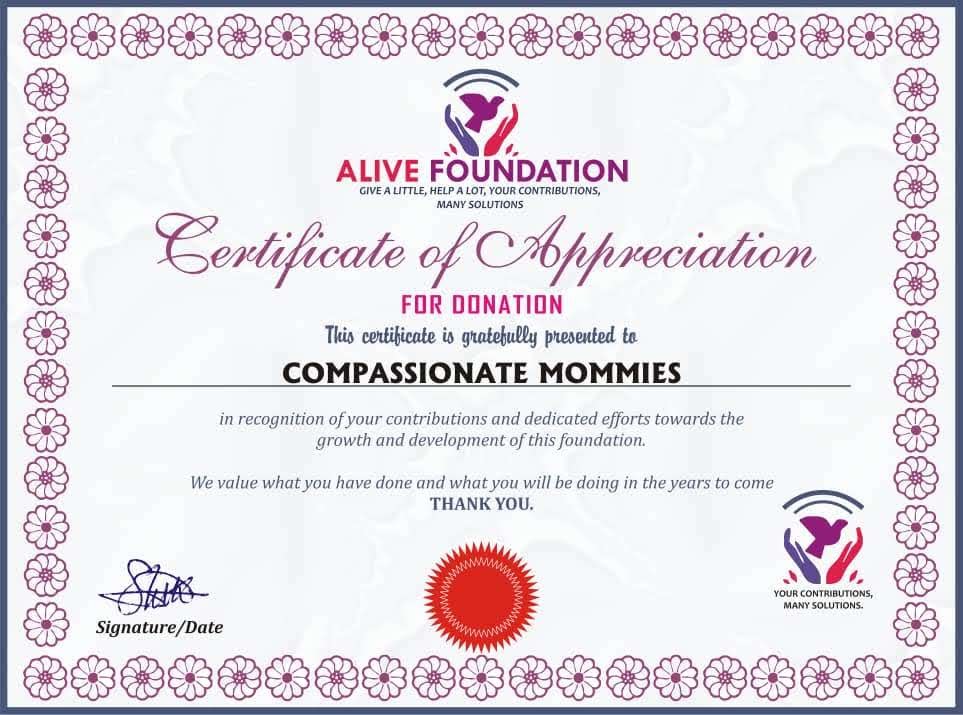 ALIVE FOUNDATION
GIVE A LITTLE, HELP A LOT, YOUR CONTRIBUTIONS,
MANY SOLUTIONS
Certificate of Appreciation
FOR DONATION
This certificate is gratefully presented to
COMPASSIONATE MOMMIES
in recognition of your contributions and dedicated efforts towards the
growth and development of this foundation.
We value what you have done and what you will be doing in the years to come
THANK YOU.
YOUR CONTRIBUTIONS,
MANY SOLUTIONS.
Signature/Date